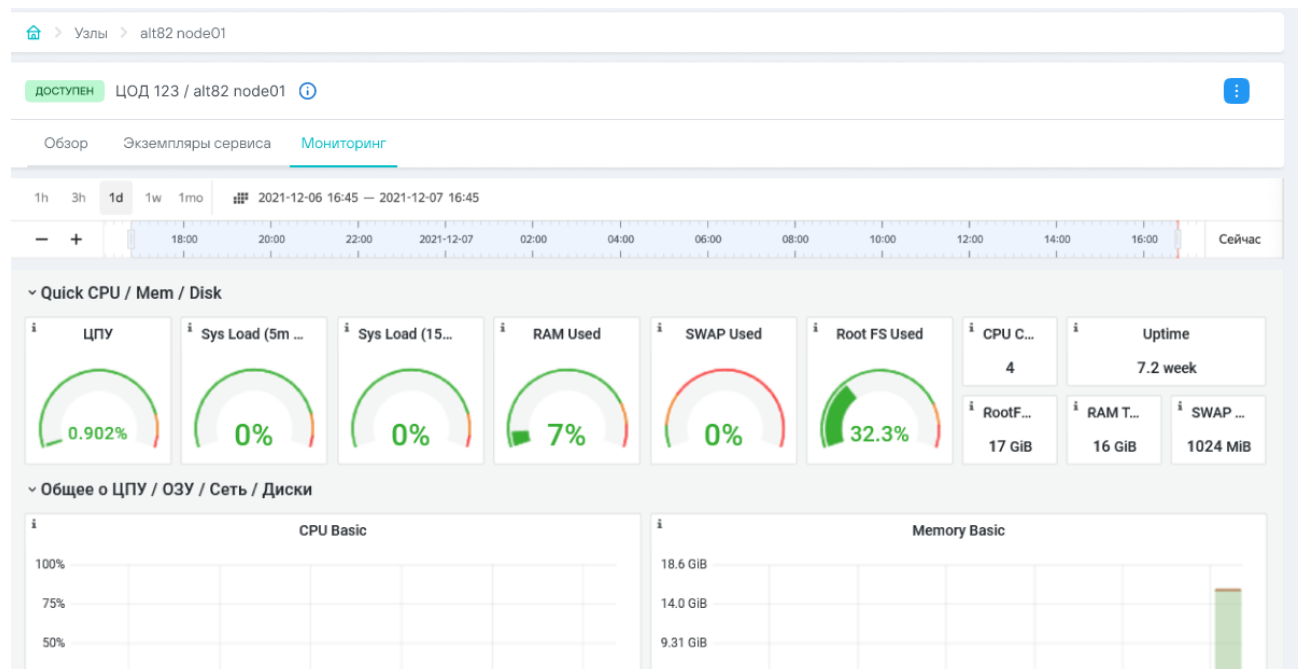 Узлы > alt82 node01
ДОСТУПЕН ЦОД 123 / alt82 node01
Обзор Экземпляры сервиса Мониторинг
1h 3h 1d 1w 1mo 2021-12-06 16:45 — 2021-12-07 16:45
− + 18:00 20:00 22:00 2021-12-07 02:00 04:00 06:00 08:00 10:00 12:00 14:00 16:00 Сейчас
Quick CPU / Mem / Disk
ЦПУ
0.902%
Sys Load (5m ...
0%
Sys Load (15...
0%
RAM Used
7%
SWAP Used
0%
Root FS Used
32.3%
CPU C...
4
Uptime
7.2 week
RootF...
17 GiB
RAM T...
16 GiB
SWAP ...
1024 MiB
Общее о ЦПУ / ОЗУ / Сеть / Диски
CPU Basic
100%
75%
50%
Memory Basic
18.6 GiB
14.0 GiB
9.31 GiB